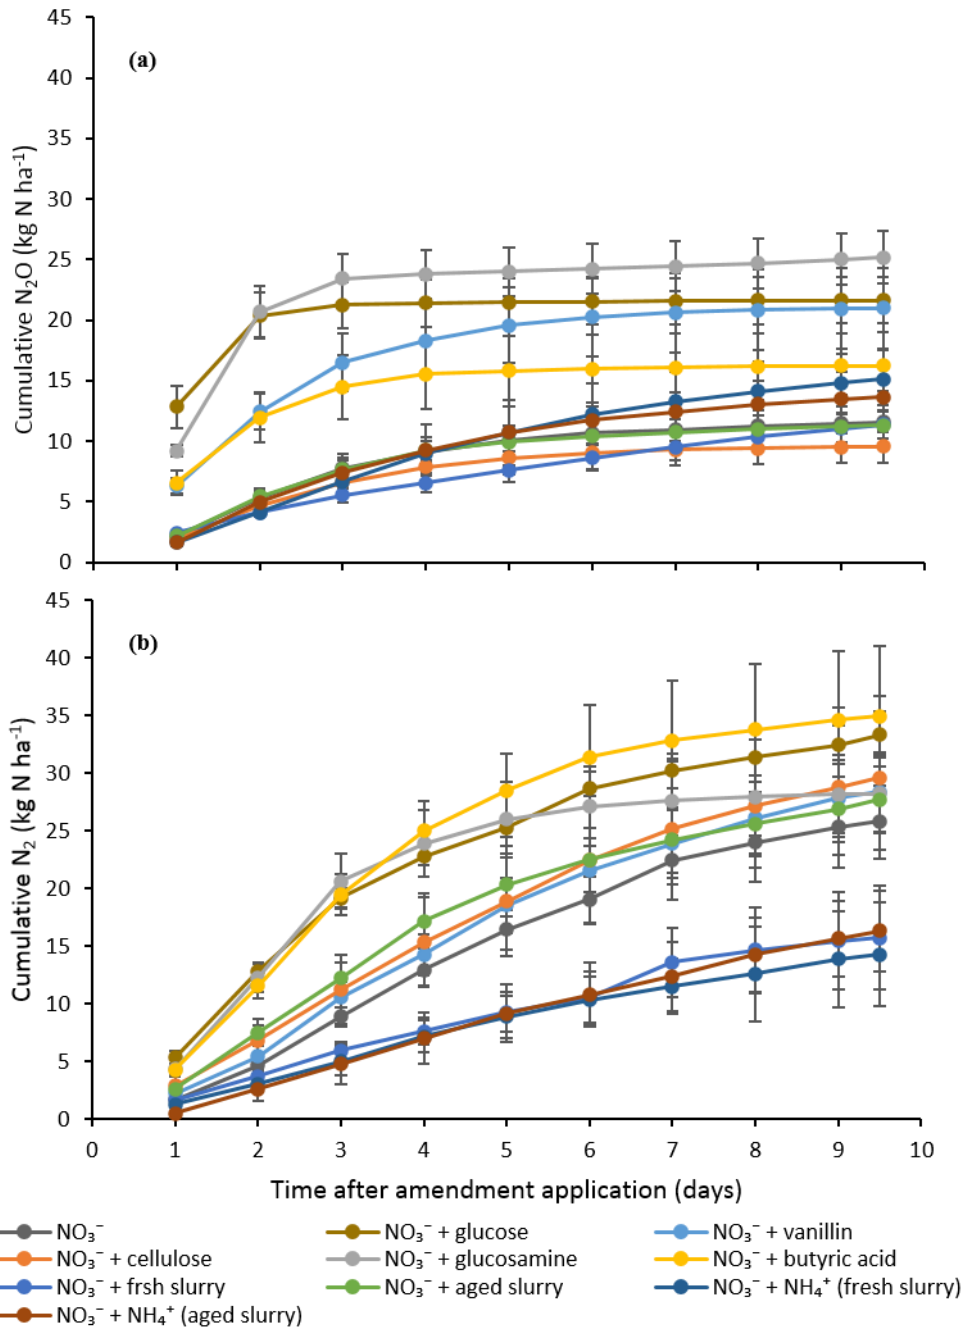 45
(a)
40
35
30
25
20
15
10
5
0
Cumulative N₂O (kg N ha⁻¹)
45
(b)
40
35
30
25
20
15
10
5
0
Cumulative N₂ (kg N ha⁻¹)
0 1 2 3 4 5 6 7 8 9 10
Time after amendment application (days)
NO₃⁻ NO₃⁻ + glucose NO₃⁻ + vanillin
NO₃⁻ + cellulose NO₃⁻ + glucosamine NO₃⁻ + butyric acid
NO₃⁻ + frsh slurry NO₃⁻ + aged slurry NO₃⁻ + NH₄⁺ (fresh slurry)
NO₃⁻ + NH₄⁺ (aged slurry)